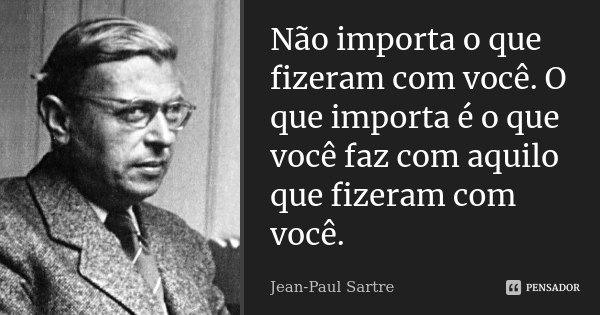 Não importa o que
fizeram com você. O
que importa é o que
você faz com aquilo
que fizeram com
você.
Jean-Paul Sartre
PENSADOR